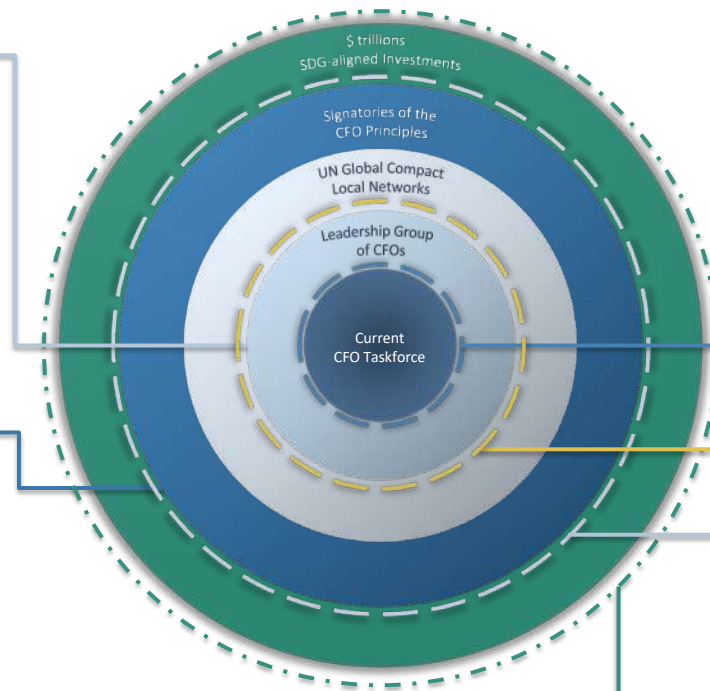 $ trillions
SDG-aligned Investments
Signatories of the
CFO Principles
UN Global Compact
Local Networks
Leadership Group
of CFOs
Current
CFO Taskforce